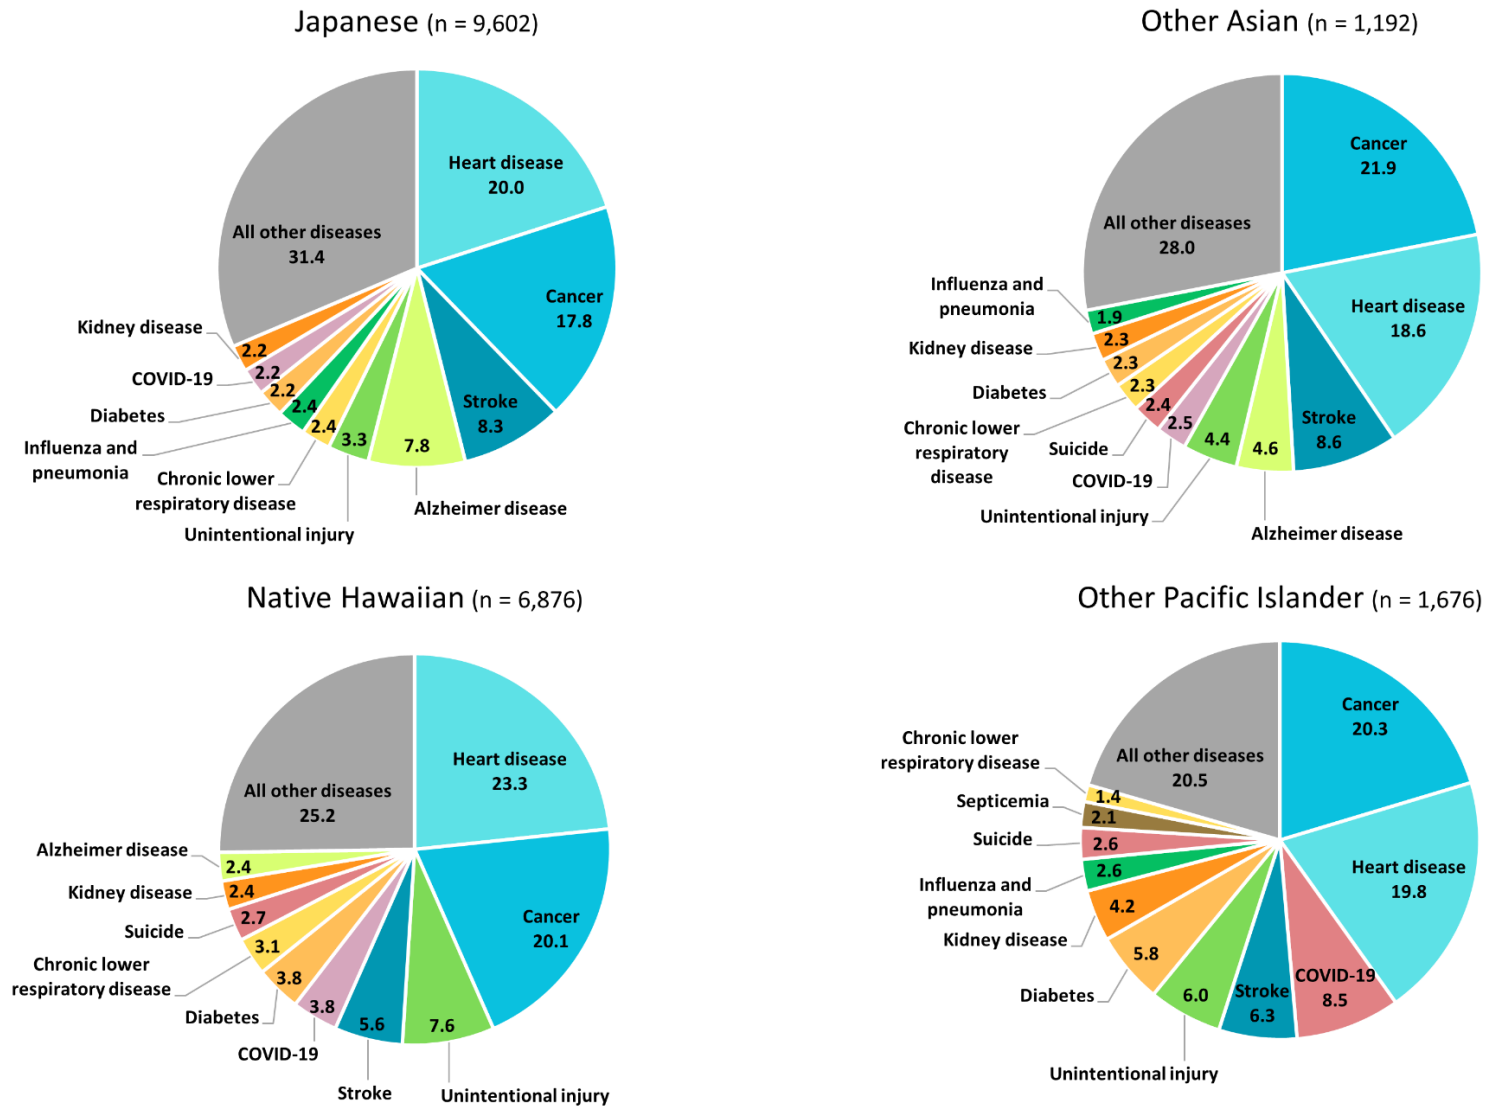 Japanese (n = 9,602)
Heart disease
20.0
Cancer
17.8
Stroke
8.3
7.8
Alzheimer disease
3.3
Unintentional injury
2.4
Chronic lower
respiratory disease
2.4
Influenza and
pneumonia
2.2
Diabetes
2.2
COVID-19
2.2
Kidney disease
All other diseases
31.4
Other Asian (n = 1,192)
Cancer
21.9
Heart disease
18.6
Stroke
8.6
4.6
Alzheimer disease
4.4
Unintentional injury
2.5
COVID-19
2.4
Suicide
2.3
Chronic lower
respiratory
disease
2.3
Diabetes
2.3
Kidney disease
1.9
Influenza and
pneumonia
All other diseases
28.0
Native Hawaiian (n = 6,876)
Heart disease
23.3
Cancer
20.1
7.6
Unintentional injury
5.6
Stroke
3.8
COVID-19
3.8
Diabetes
3.1
Chronic lower
respiratory disease
2.7
Suicide
2.4
Kidney disease
2.4
Alzheimer disease
All other diseases
25.2
Other Pacific Islander (n = 1,676)
Cancer
20.3
Heart disease
19.8
COVID-19
8.5
Stroke
6.3
6.0
Unintentional injury
5.8
Diabetes
4.2
Kidney disease
2.6
Influenza and
pneumonia
2.6
Suicide
2.1
Septicemia
1.4
Chronic lower
respiratory disease
All other diseases
20.5